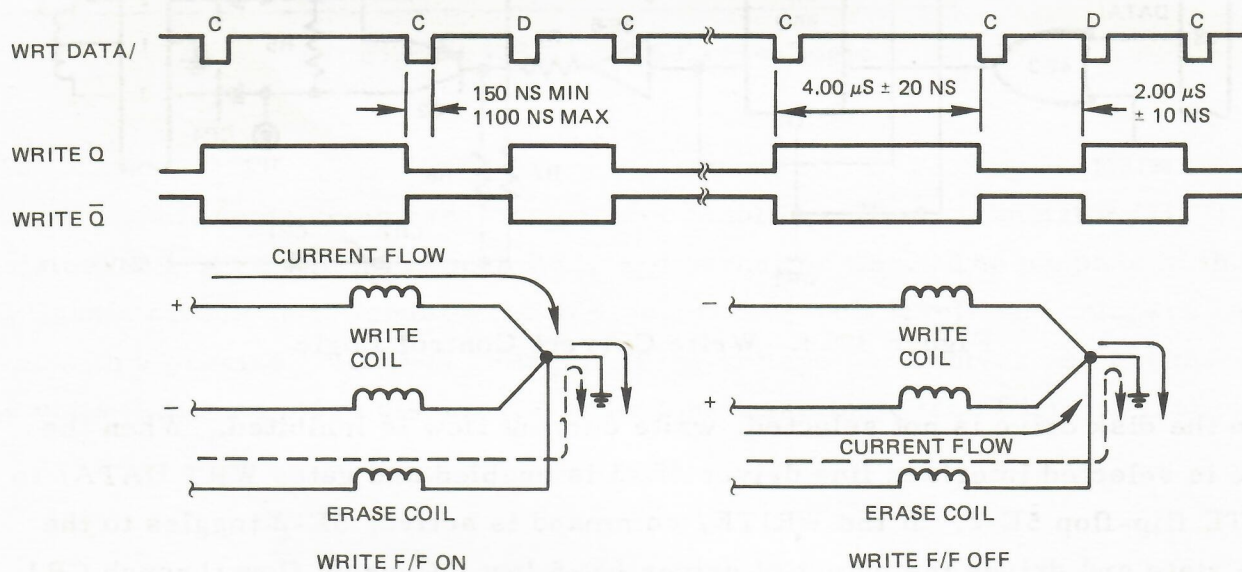 C C D C C C D C
WRT DATA/
150 NS MIN
1100 NS MAX
4.00 μS ± 20 NS
2.00 μS
± 10 NS
WRITE Q
WRITE Q̅
CURRENT FLOW
+
WRITE
COIL
−
ERASE COIL
WRITE F/F ON
−
WRITE
COIL
+
CURRENT FLOW
ERASE COIL
WRITE F/F OFF